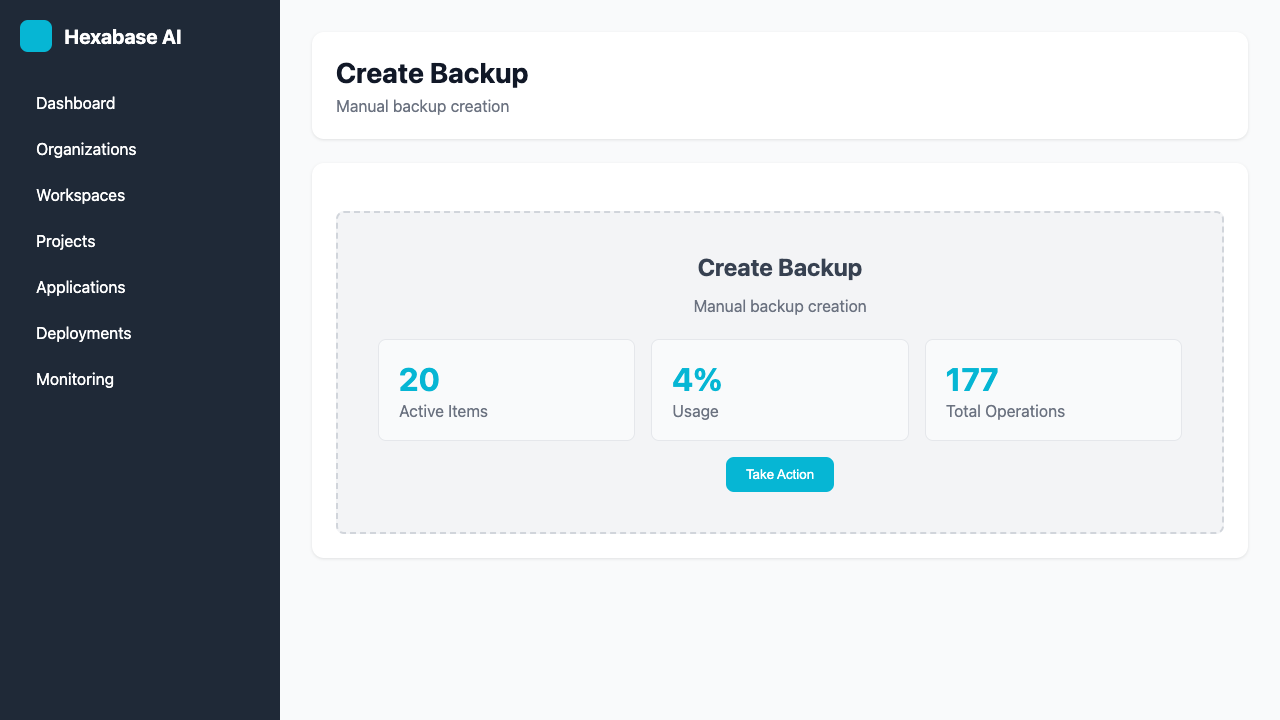 Hexabase AI
Dashboard
Organizations
Workspaces
Projects
Applications
Deployments
Monitoring
Create Backup
Manual backup creation
Create Backup
Manual backup creation
20
Active Items
4%
Usage
177
Total Operations
Take Action